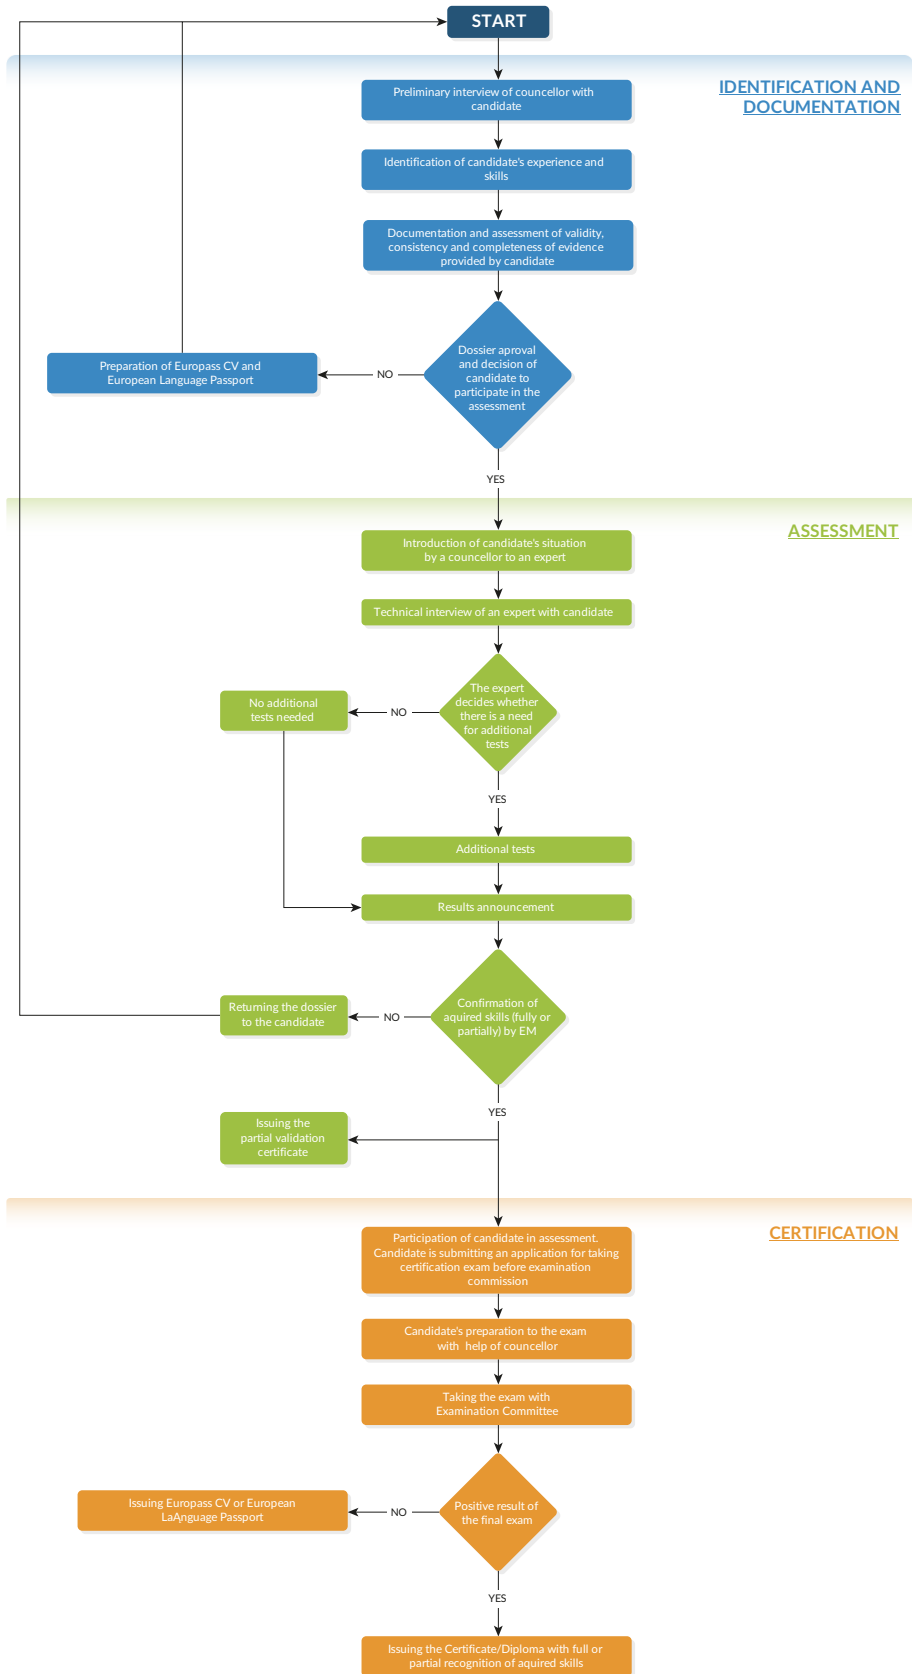 START
IDENTIFICATION AND
DOCUMENTATION
Preliminary interview of councellor with
candidate
Identification of candidate's experience and
skills
Documentation and assessment of validity,
consistency and completeness of evidence
provided by candidate
Dossier aproval
and decision of
candidate to
participate in the
assessment
NO
Preparation of Europass CV and
European Language Passport
YES
ASSESSMENT
Introduction of candidate's situation
by a councellor to an expert
Technical interview of an expert with candidate
The expert
decides whether
there is a need
for additional
tests
NO
No additional
tests needed
YES
Additional tests
Results announcement
Confirmation of
aquired skills (fully or
partially) by EM
NO
Returning the dossier
to the candidate
YES
Issuing the
partial validation
certificate
CERTIFICATION
Participation of candidate in assessment.
Candidate is submitting an application for taking
certification exam before examination
commission
Candidate's preparation to the exam
with  help of councellor
Taking the exam with
Examination Committee
Positive result of
the final exam
NO
Issuing Europass CV or European
LaĄnguage Passport
YES
Issuing the Certificate/Diploma with full or
partial recognition of aquired skills